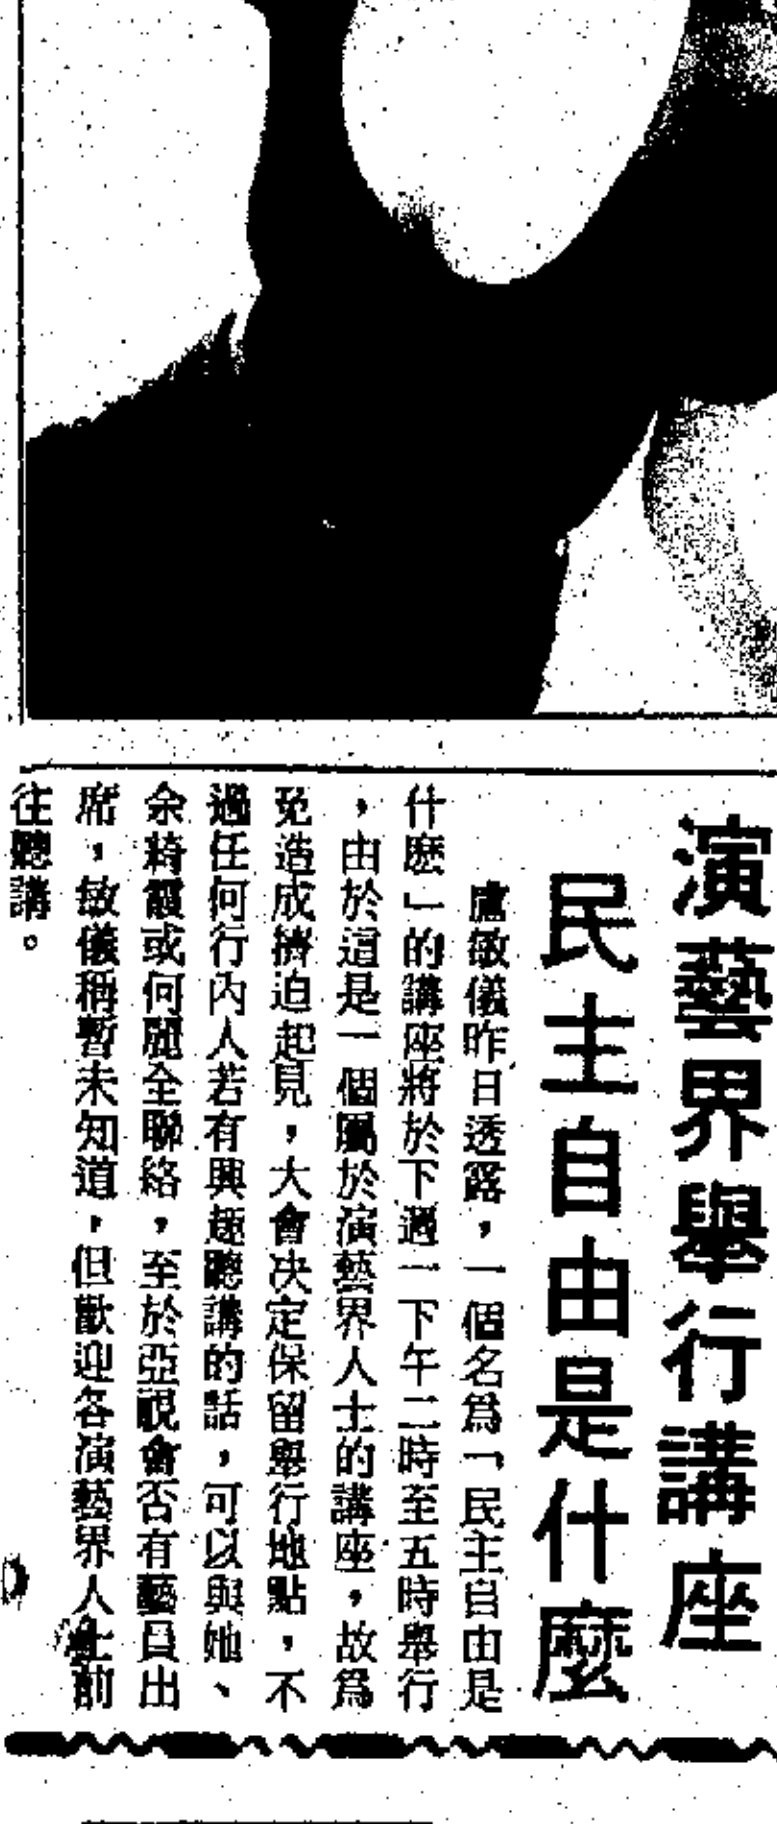 演藝界舉行講座
民主自由是什麼
盧敏儀昨日透露，一個名爲「民主自由是
什麽」的講座將於下週一下午二時至五時舉行
，由於這是一個屬於演藝界人士的講座，故爲
免造成擠迫起見，大會決定保留舉行地點，不
過任何行內人若有興趣聽講的話，可以與她、
余綺霞或何麗全聯絡，至於亞視會否有藝員出
席，敏儀稱暫未知道，但歡迎各演藝界人士前
往聽講。